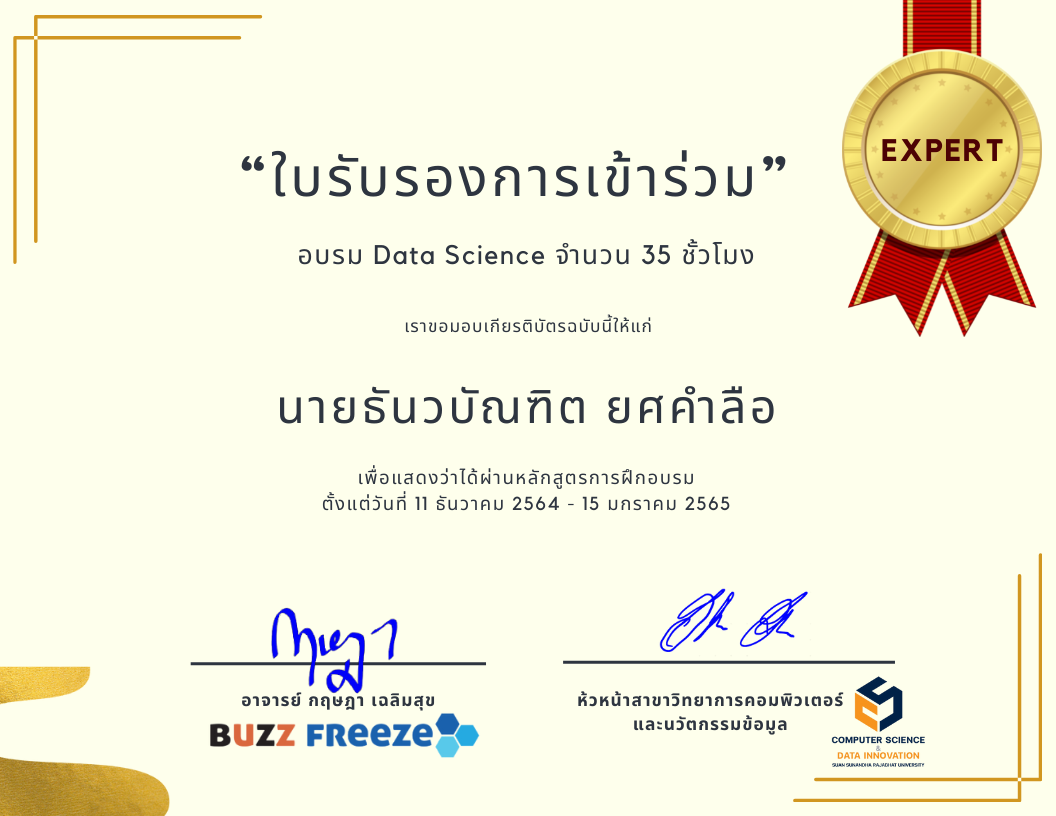 “ใบรับรองการเข้าร่วม”
EXPERT
อบรม Data Science จำนวน 35 ชั้วโมง
เราขอมอบเกียรติบัตรฉบับนี้ให้แก่
นายธันวบัณฑิต ยศคำลือ
เพื่อแสดงว่าได้ผ่านหลักสูตรการฝึกอบรม
ตั้งแต่วันที่ 11 ธันวาคม 2564 - 15 มกราคม 2565
อาจารย์ กฤษฎา เฉลิมสุข
BUZZ FREEZE
ห้วหน้าสาขาวิทยาการคอมพิวเตอร์
และนวัตกรรมข้อมูล
COMPUTER SCIENCE
&
DATA INNOVATION
SUAN SUNANDHA RAJABHAT UNIVERSITY